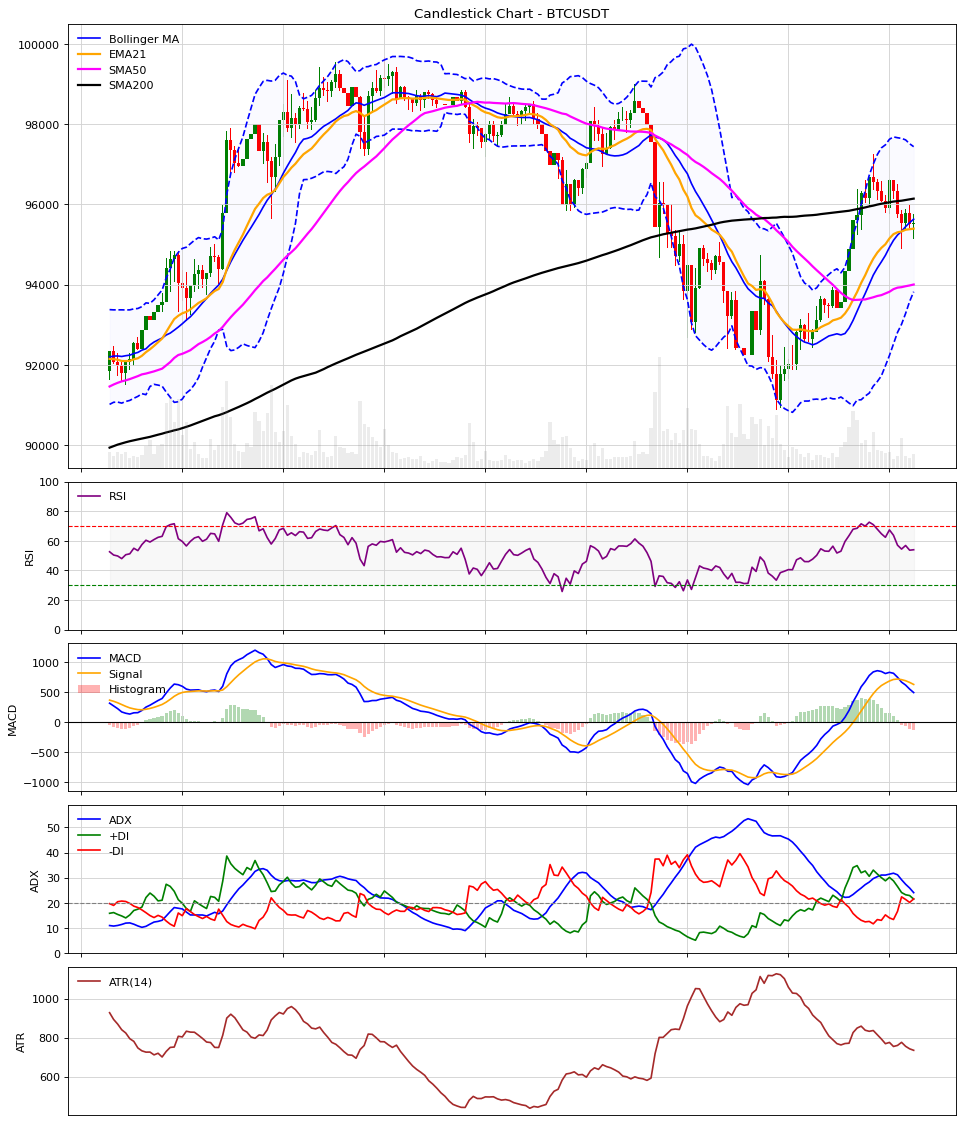 Candlestick Chart - BTCUSDT
Bollinger MA
EMA21
SMA50
SMA200
100000
98000
96000
94000
92000
90000
RSI
RSI
100
80
60
40
20
0
MACD
Signal
Histogram
MACD
1000
500
0
−500
−1000
ADX
+DI
-DI
ADX
50
40
30
20
10
0
ATR(14)
ATR
1000
800
600